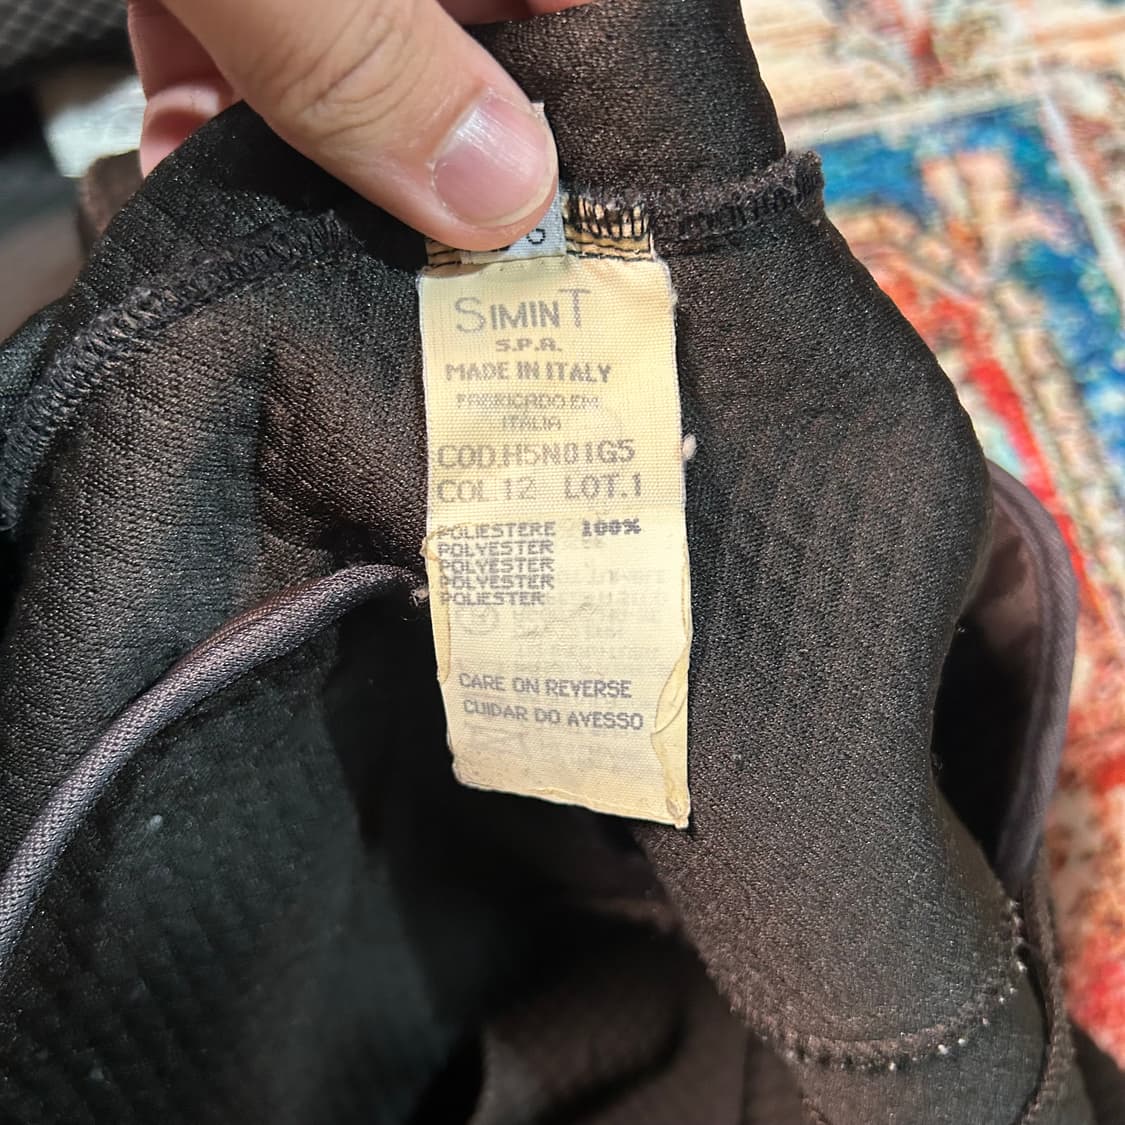 SIMINT
S.P.A.
MADE IN ITALY
FABRICADO EM
ITALIA
COD.H5N01G5
COL.12 LOT.1
POLIESTERE 100%
POLYESTER
POLYESTER
POLYESTER
POLIESTER
CARE ON REVERSE
CUIDAR DO AVESSO